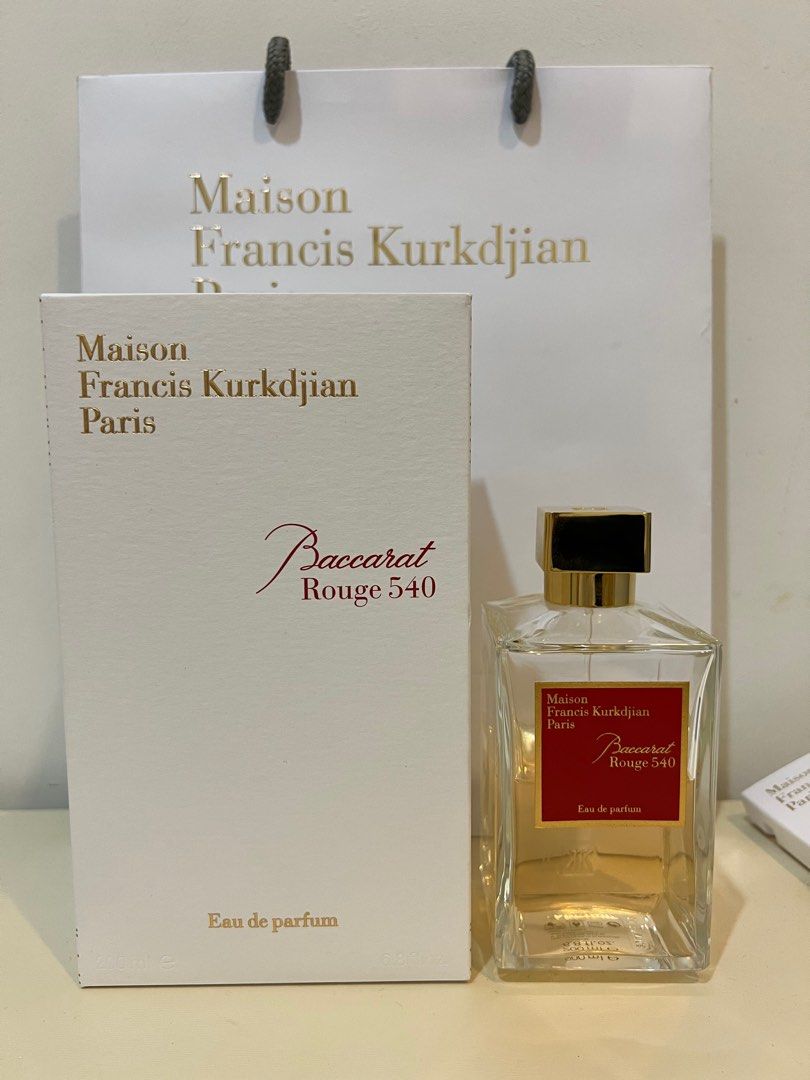 Maison
Francis Kurkdjian
Maison
Francis Kurkdjian
Paris
Baccarat
Rouge 540
Eau de parfum
Maison
Francis Kurkdjian
Paris
Baccarat
Rouge 540
Eau de parfum